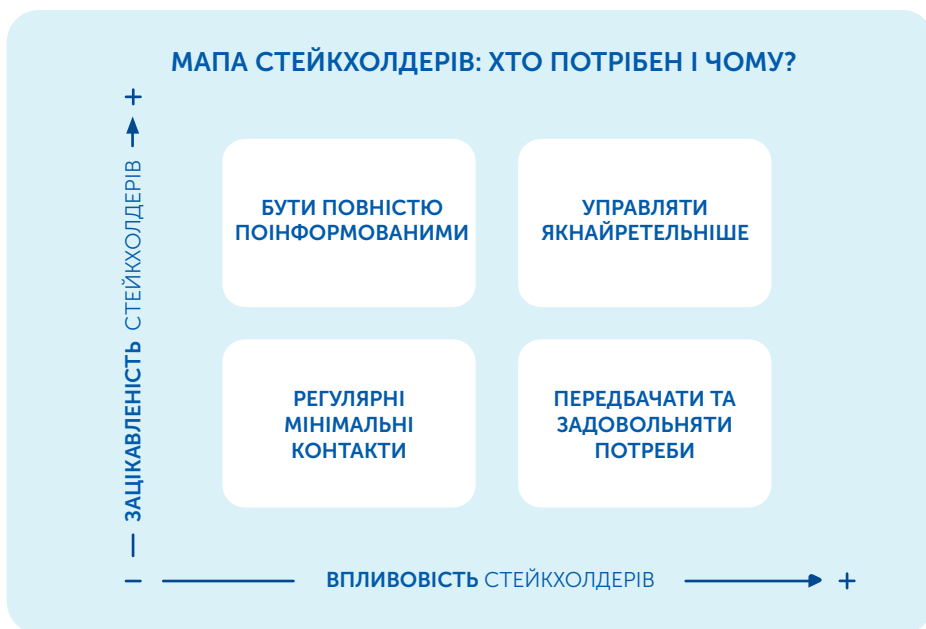 МАПА СТЕЙКХОЛДЕРІВ: ХТО ПОТРІБЕН І ЧОМУ?
+
ЗАЦІКАВЛЕНІСТЬ СТЕЙКХОЛДЕРІВ
БУТИ ПОВНІСТЮ
ПОІНФОРМОВАНИМИ
УПРАВЛЯТИ
ЯКНАЙРЕТЕЛЬНІШЕ
РЕГУЛЯРНІ
МІНІМАЛЬНІ
КОНТАКТИ
ПЕРЕДБАЧАТИ ТА
ЗАДОВОЛЬНЯТИ
ПОТРЕБИ
–
ВПЛИВОВІСТЬ СТЕЙКХОЛДЕРІВ
+